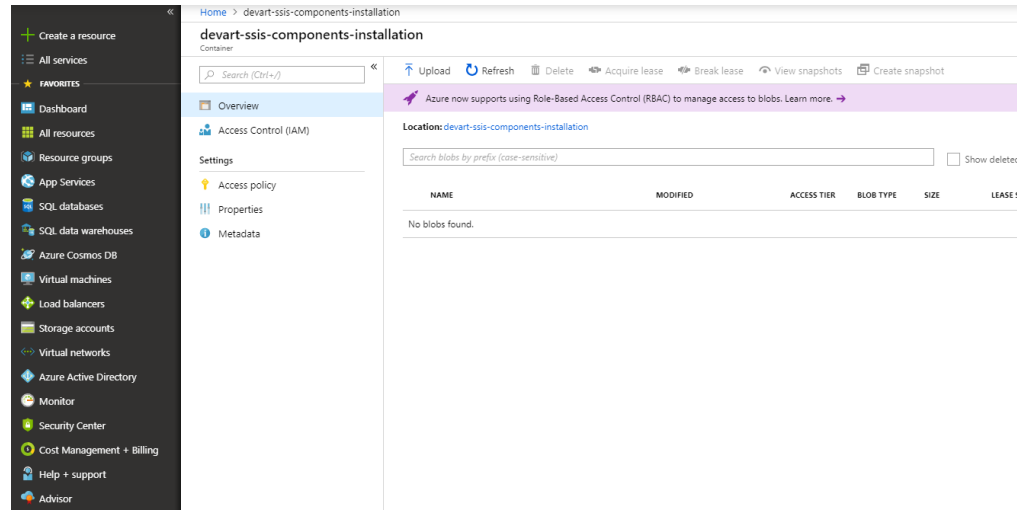 «
Create a resource
All services
FAVORITES
Dashboard
All resources
Resource groups
App Services
SQL databases
SQL data warehouses
Azure Cosmos DB
Virtual machines
Load balancers
Storage accounts
Virtual networks
Azure Active Directory
Monitor
Security Center
Cost Management + Billing
Help + support
Advisor
Home > devart-ssis-components-installation
devart-ssis-components-installation
Container
Search (Ctrl+/)
«
Overview
Access Control (IAM)
Settings
Access policy
Properties
Metadata
Upload Refresh Delete Acquire lease Break lease View snapshots Create snapshot
Azure now supports using Role-Based Access Control (RBAC) to manage access to blobs. Learn more. →
Location: devart-ssis-components-installation
Search blobs by prefix (case-sensitive) Show deleted
NAME MODIFIED ACCESS TIER BLOB TYPE SIZE LEASE S
No blobs found.